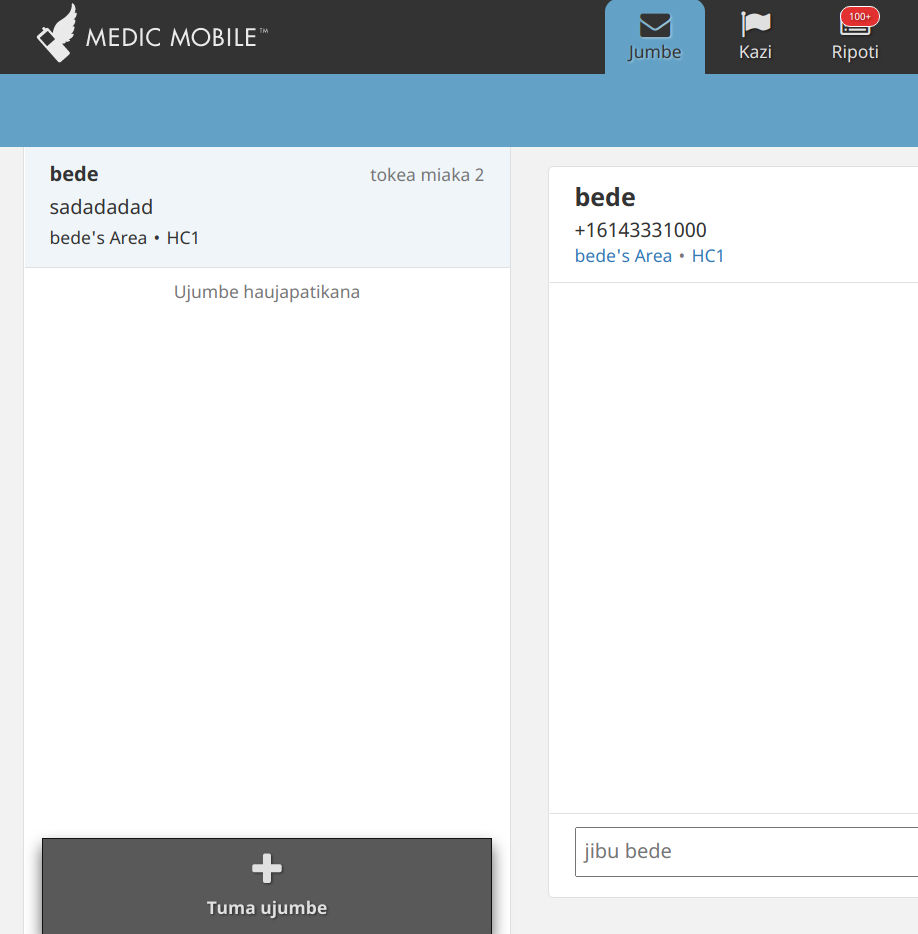 MEDIC MOBILE™
Jumbe
Kazi
100+
Ripoti
bede
tokea miaka 2
sadadadad
bede's Area • HC1
Ujumbe haujapatikana
Tuma ujumbe
bede
+16143331000
bede's Area • HC1
jibu bede